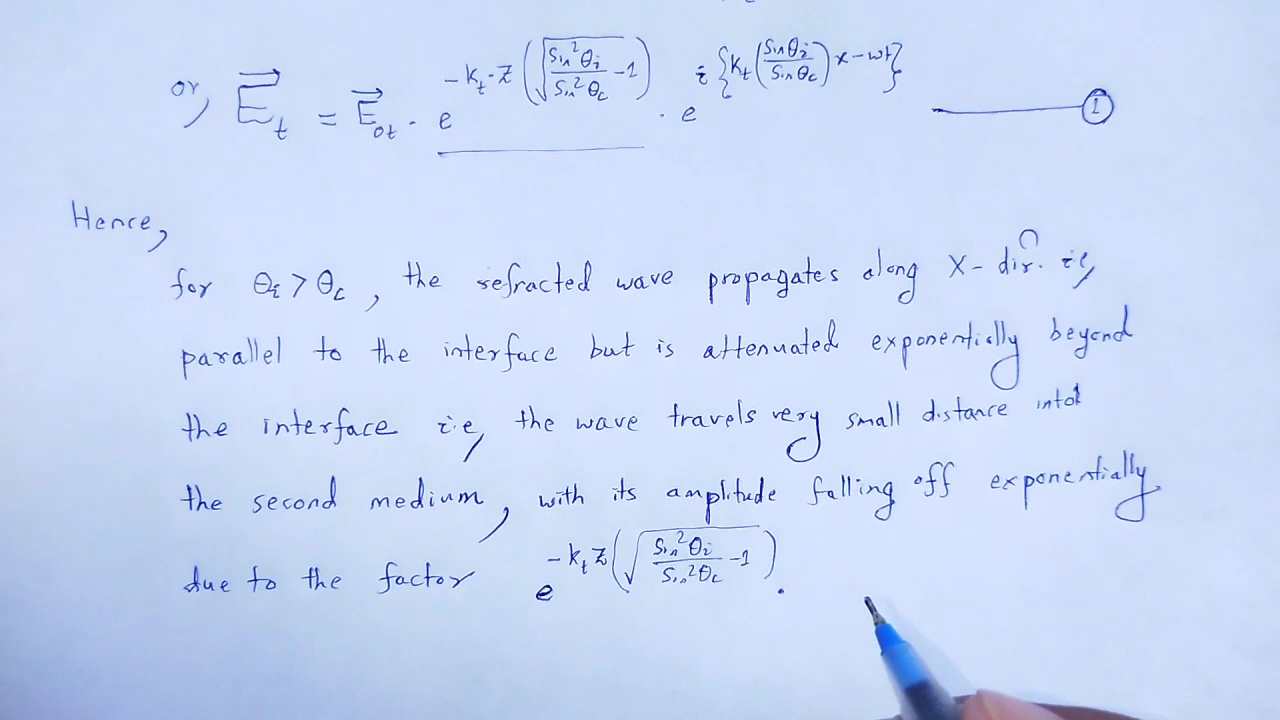 or, E⃗_t = E⃗_ot · e^{-k_t·z(√(Sin²θ_i/Sin²θ_c -1))} · e^{i{k_t(Sinθ_i/Sinθ_c)x-wt}} — ①
Hence,
for θ_i > θ_c, the refracted wave propagates along X-dir. ie,
parallel to the interface but is attenuated exponentially beyond
the interface i.e, the wave travels very small distance into
the second medium, with its amplitude falling off exponentially
due to the factor e^{-k_t z(√(Sin²θ_i/Sin²θ_c -1))}.